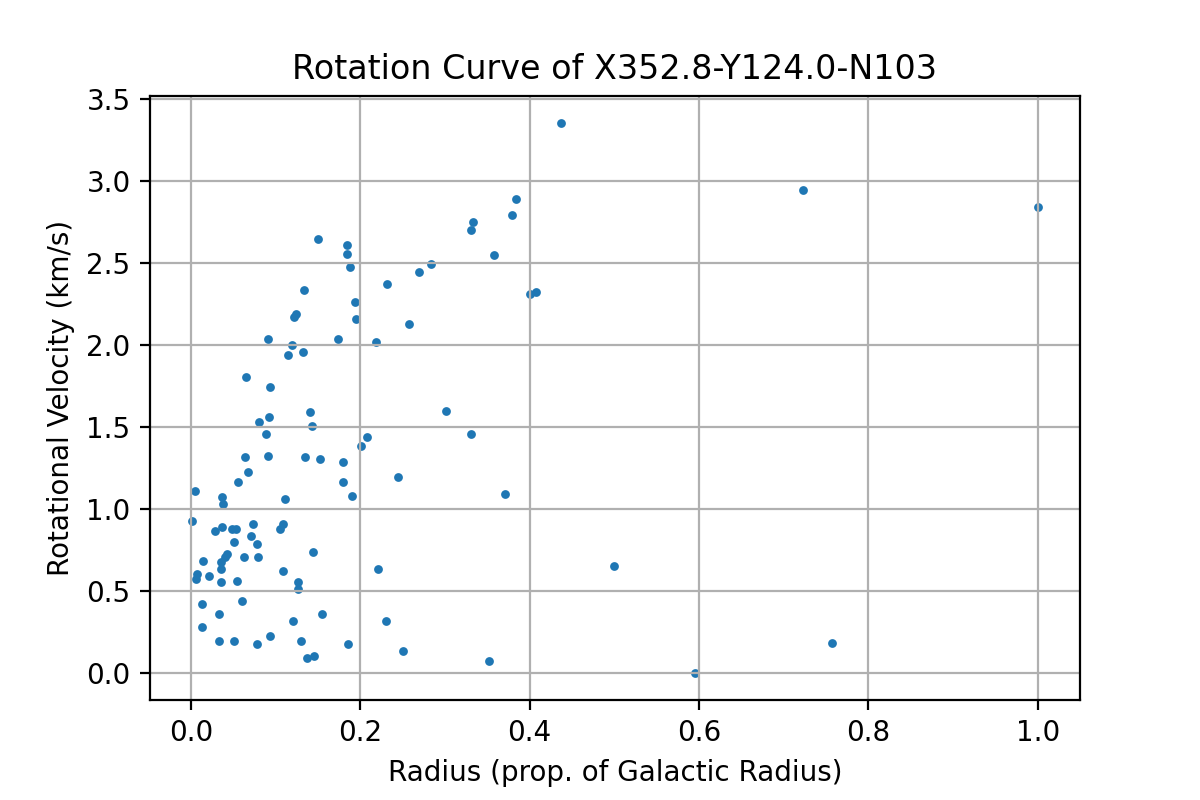 Rotation Curve of X352.8-Y124.0-N103
3.5
3.0
2.5
2.0
1.5
1.0
0.5
0.0
Rotational Velocity (km/s)
0.0 0.2 0.4 0.6 0.8 1.0
Radius (prop. of Galactic Radius)